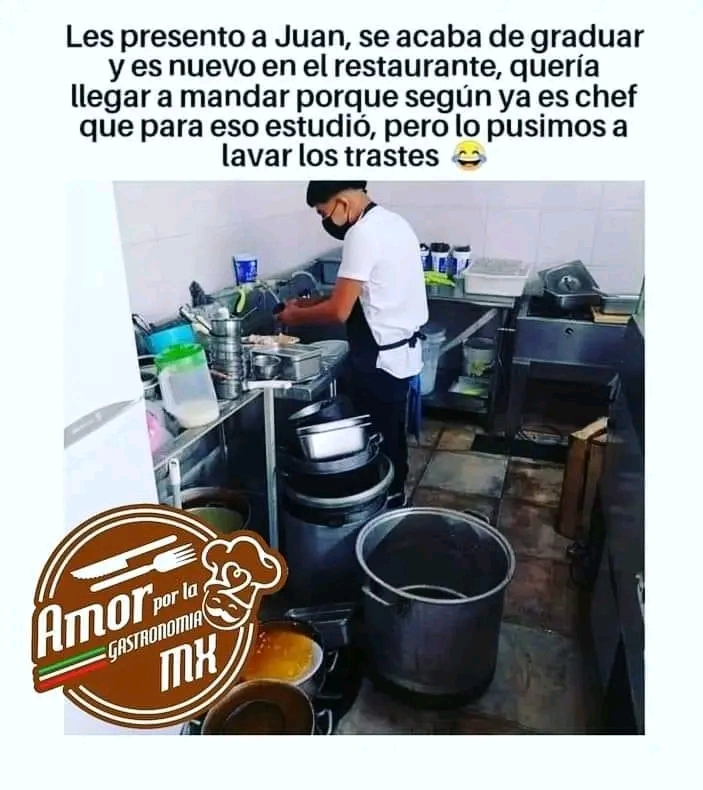 Les presento a Juan, se acaba de graduar
y es nuevo en el restaurante, quería
llegar a mandar porque según ya es chef
que para eso estudió, pero lo pusimos a
lavar los trastes 😂
Amor por la
GASTRONOMIA
MX